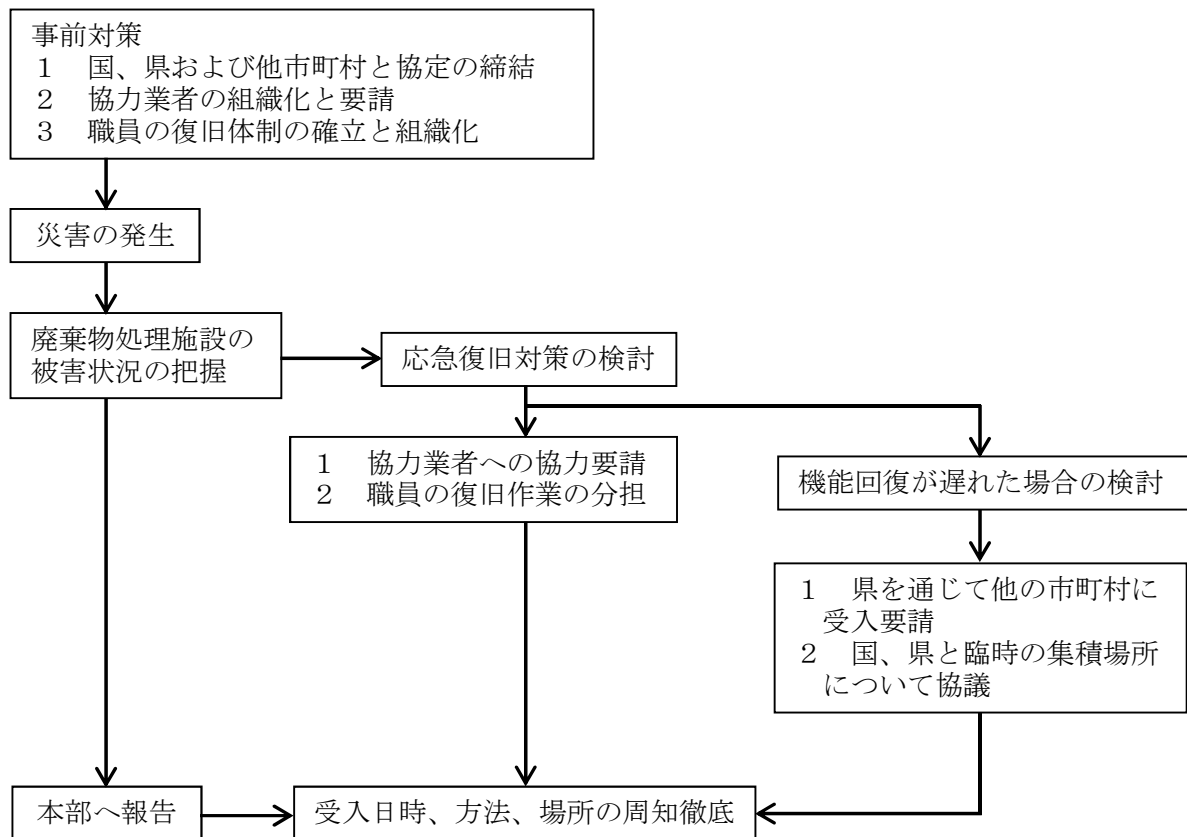 事前対策
１　国、県および他市町村と協定の締結
２　協力業者の組織化と要請
３　職員の復旧体制の確立と組織化
災害の発生
廃棄物処理施設の
被害状況の把握
応急復旧対策の検討
１　協力業者への協力要請
２　職員の復旧作業の分担
機能回復が遅れた場合の検討
１　県を通じて他の市町村に
受入要請
２　国、県と臨時の集積場所
について協議
本部へ報告
受入日時、方法、場所の周知徹底